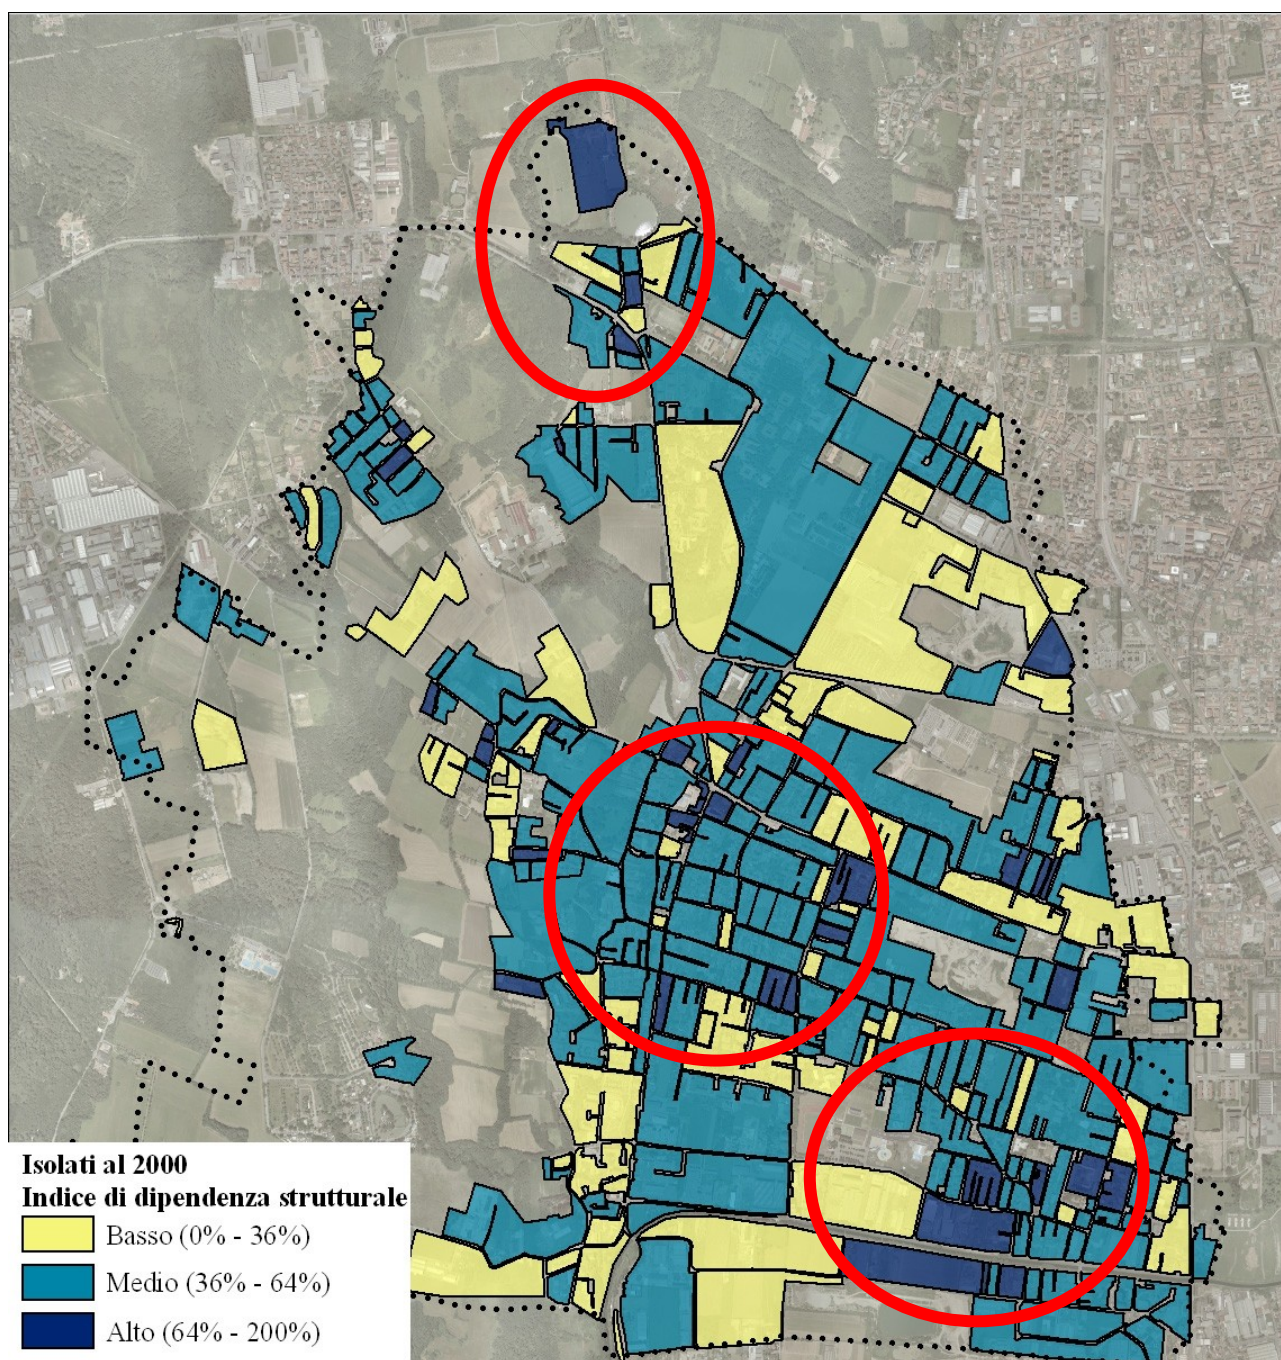 Isolati al 2000
Indice di dipendenza strutturale
Basso (0% - 36%)
Medio (36% - 64%)
Alto (64% - 200%)